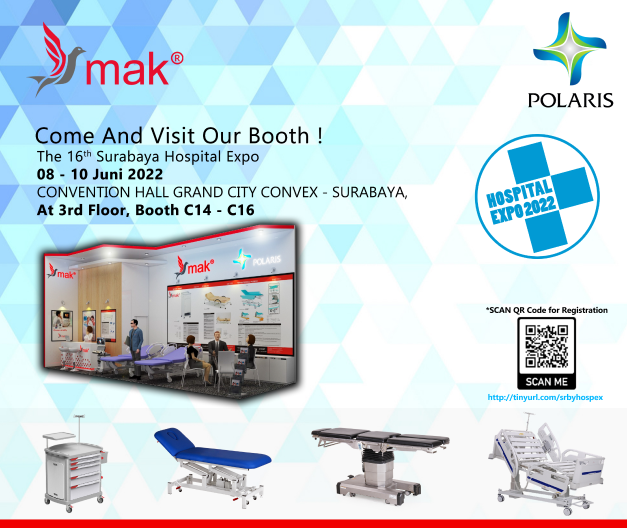 mak®
POLARIS
Come And Visit Our Booth !
The 16th Surabaya Hospital Expo
08 - 10 Juni 2022
CONVENTION HALL GRAND CITY CONVEX - SURABAYA,
At 3rd Floor, Booth C14 - C16
HOSPITAL
EXPO2022
mak®
mak®
POLARIS
*SCAN QR Code for Registration
SCAN ME
http://tinyurl.com/srbyhospex